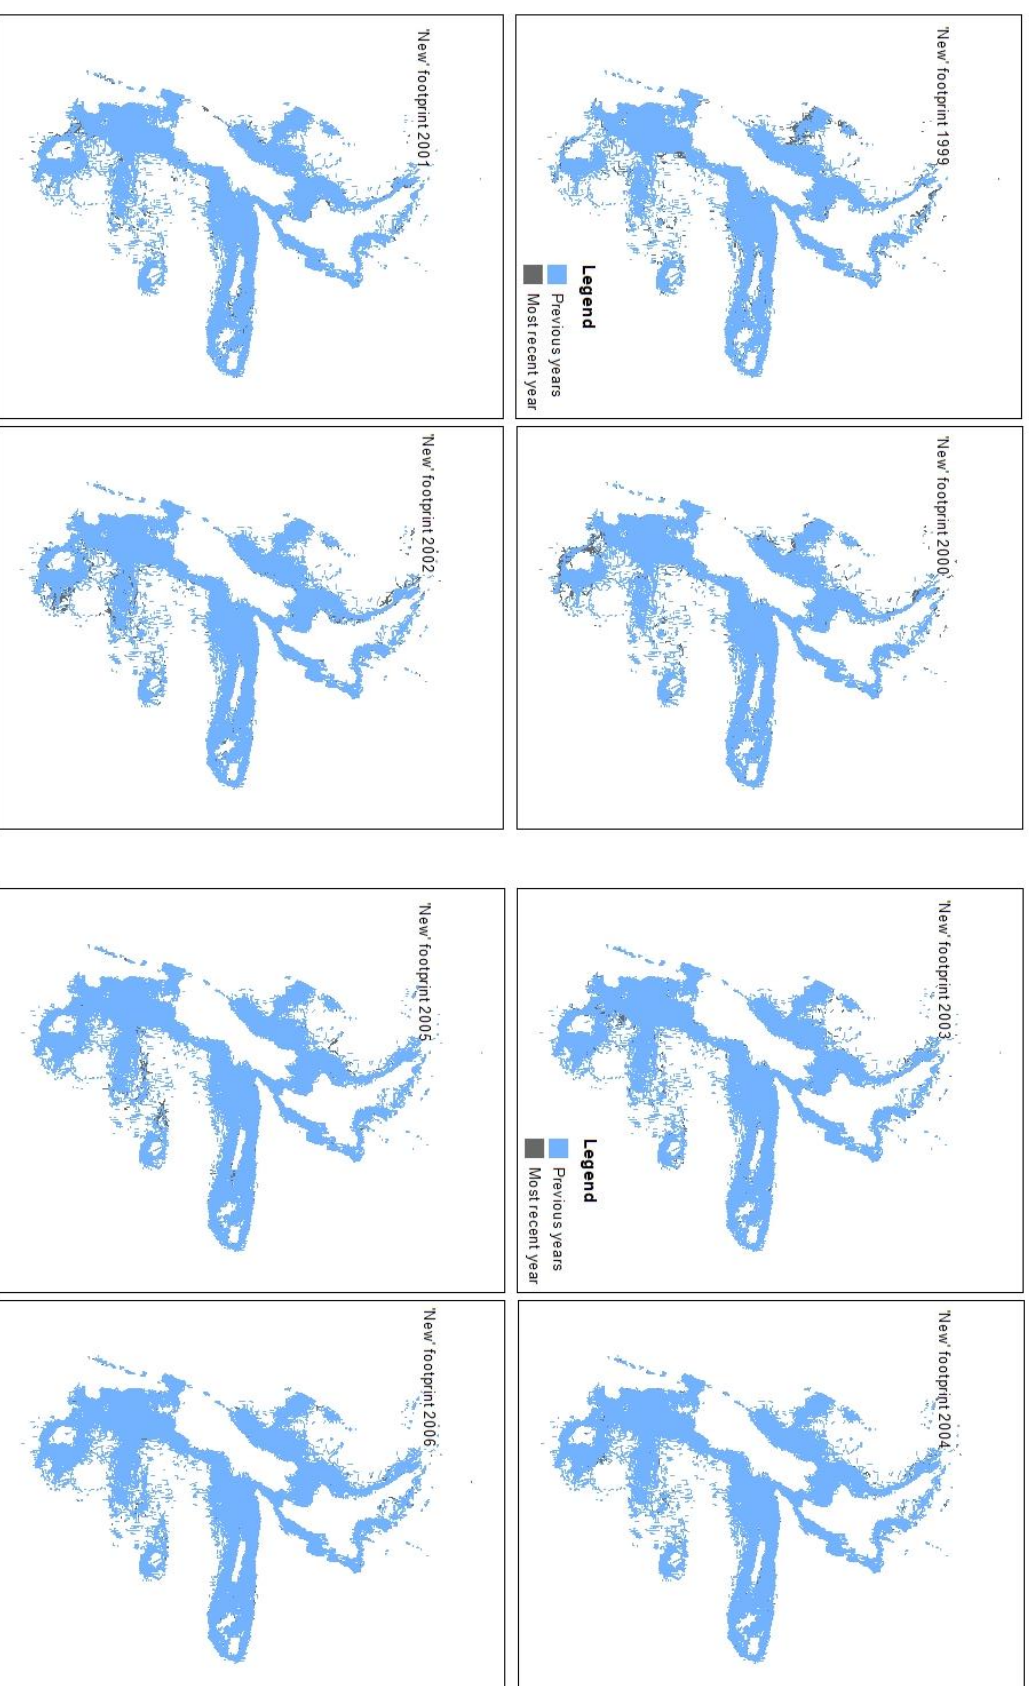 'New' footprint 1999
Legend
Previous years
Most recent year
'New' footprint 2000
'New' footprint 2001
'New' footprint 2002
'New' footprint 2003
Legend
Previous years
Most recent year
'New' footprint 2004
'New' footprint 2005
'New' footprint 2006